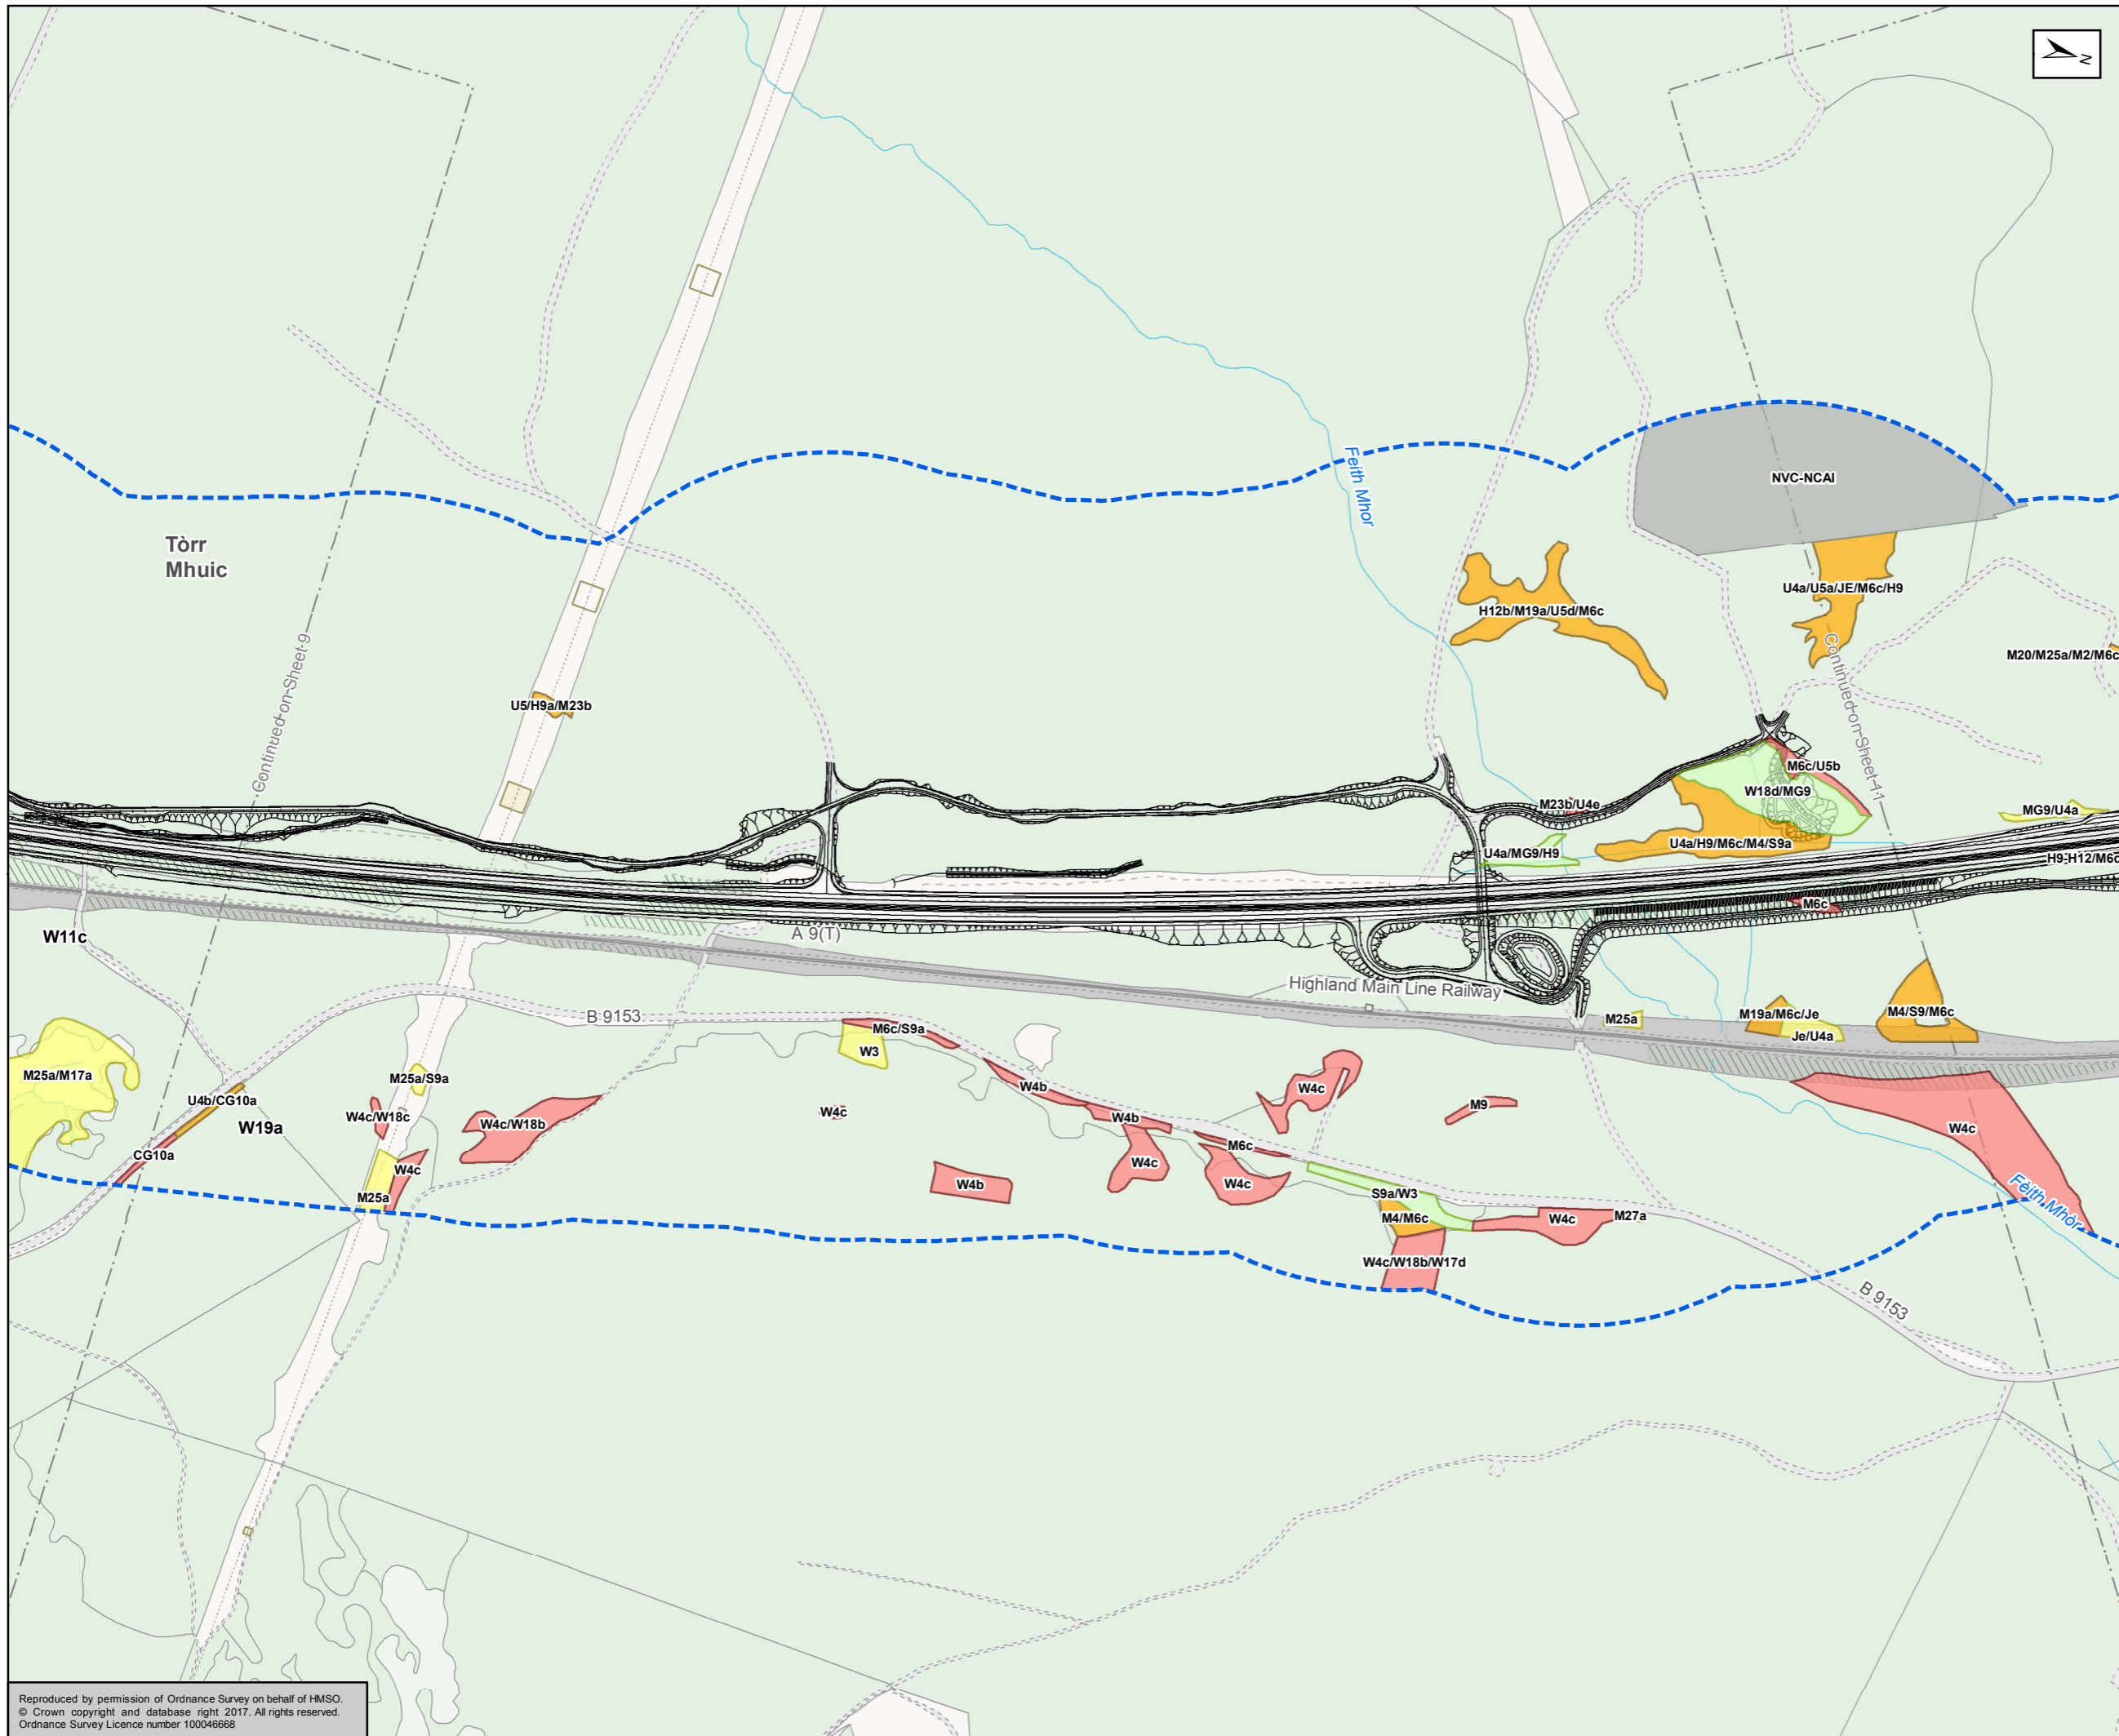 N
NVC-NCAI
Feith Mhor
Tòrr
Mhuic
U4a/U5a/JE/M6c/H9
H12b/M19a/U5d/M6c
Continued-on-Sheet-9
Continued-on-Sheet-11
M20/M25a/M2/M6c
U5/H9a/M23b
M6c/U5b
W18d/MG9
M23b/U4e
MG9/U4a
U4a/H9/M6c/M4/S9a
U4a/MG9/H9
H9-H12/M6c
M6c
W11c
A 9(T)
Highland Main Line Railway
B 9153
M25a
M19a/M6c/Je
M4/S9/M6c
Je/U4a
M6c/S9a
W3
M25a/M17a
M25a/S9a
W4b
W4c
U4b/CG10a
W4c/W18c
W4c/W18b
W4c
W4b
M9
W19a
W4c
M6c
CG10a
W4c
W4c
W4b
W4c
M25a
S9a/W3
Fèith Mhòr
M4/M6c
W4c
M27a
W4c/W18b/W17d
B 9153
Reproduced by permission of Ordnance Survey on behalf of HMSO.
© Crown copyright and database right 2017. All rights reserved.
Ordnance Survey Licence number 100046668